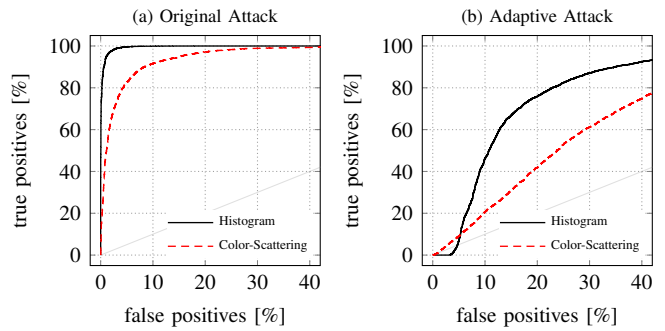 (a) Original Attack
true positives [%]
100
80
60
40
20
0
Histogram
Color-Scattering
0 10 20 30 40
false positives [%]
(b) Adaptive Attack
true positives [%]
100
80
60
40
20
0
Histogram
Color-Scattering
0 10 20 30 40
false positives [%]